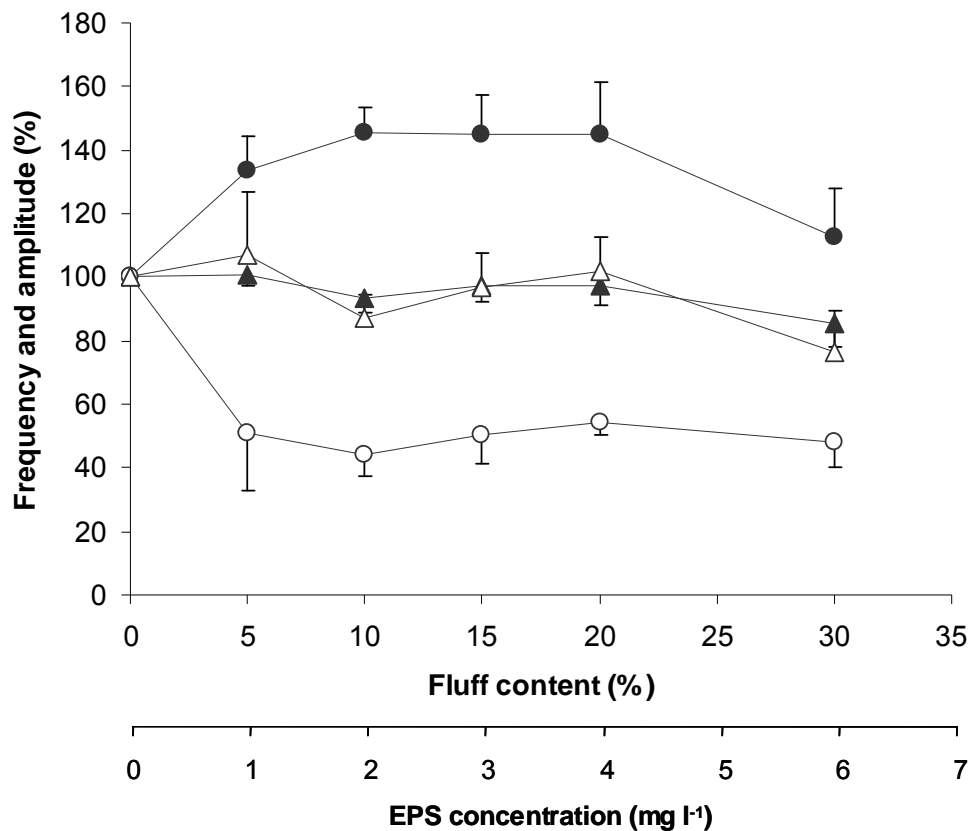 180
160
140
120
100
80
60
40
20
0
Frequency and amplitude (%)
0 5 10 15 20 25 30 35
Fluff content (%)
0 1 2 3 4 5 6 7
EPS concentration (mg l⁻¹)